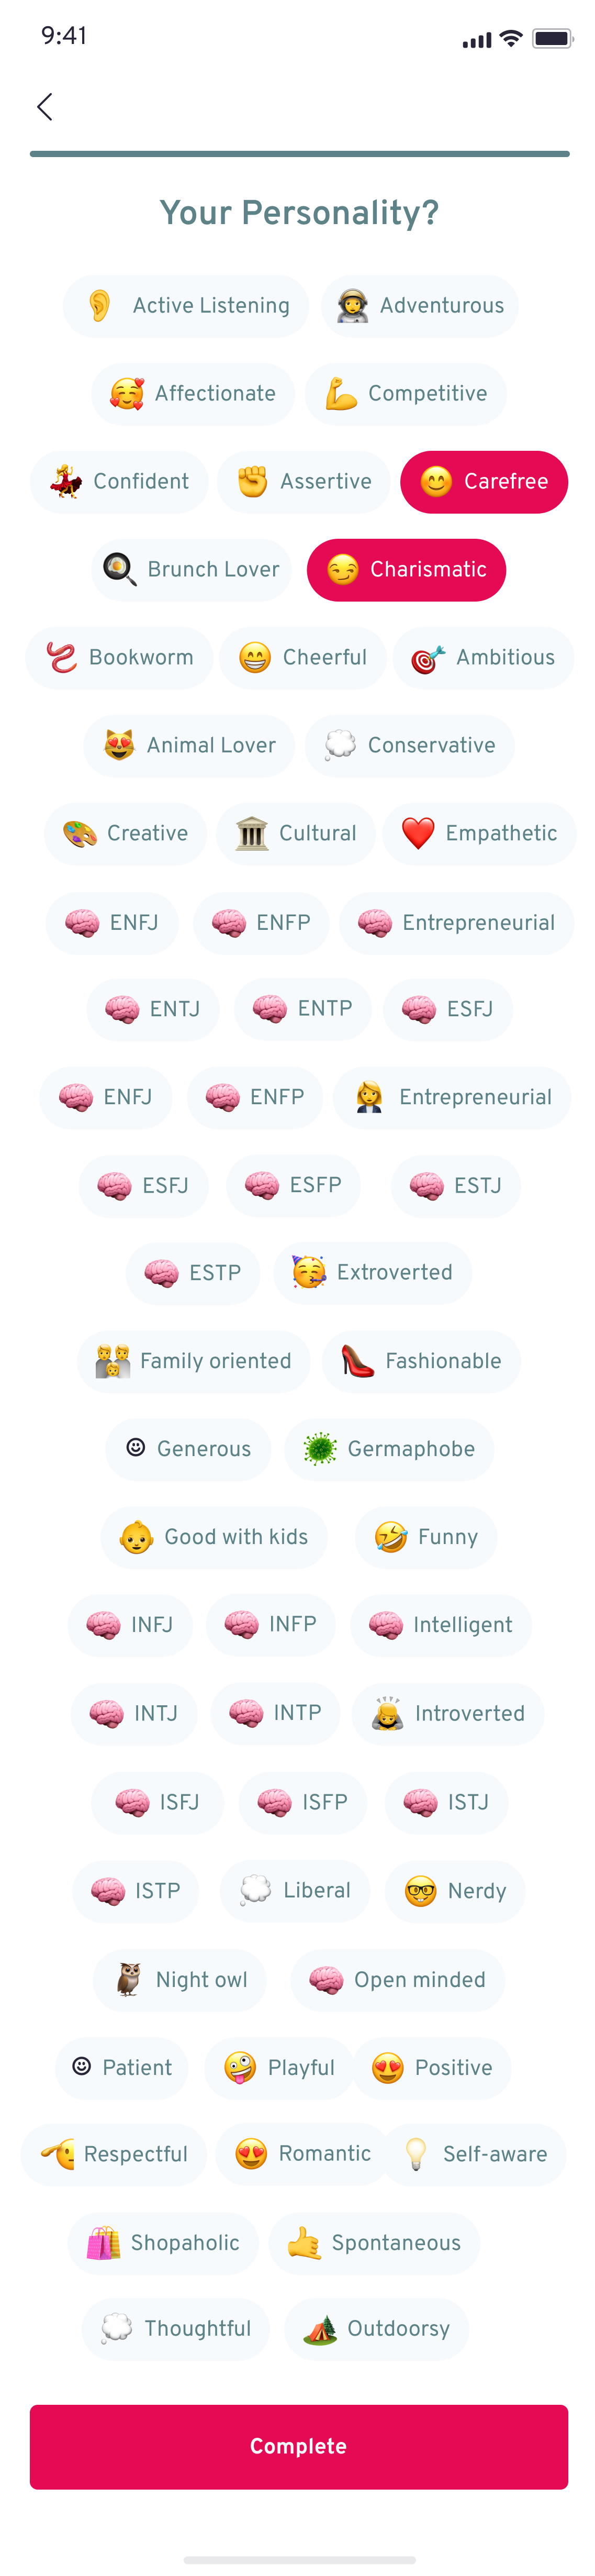 9:41
Your Personality?
Active Listening Adventurous
Affectionate Competitive
Confident Assertive Carefree
Brunch Lover Charismatic
Bookworm Cheerful Ambitious
Animal Lover Conservative
Creative Cultural Empathetic
ENFJ ENFP Entrepreneurial
ENTJ ENTP ESFJ
ENFJ ENFP Entrepreneurial
ESFJ ESFP ESTJ
ESTP Extroverted
Family oriented Fashionable
Generous Germaphobe
Good with kids Funny
INFJ INFP Intelligent
INTJ INTP Introverted
ISFJ ISFP ISTJ
ISTP Liberal Nerdy
Night owl Open minded
Patient Playful Positive
Respectful Romantic Self-aware
Shopaholic Spontaneous
Thoughtful Outdoorsy
Complete